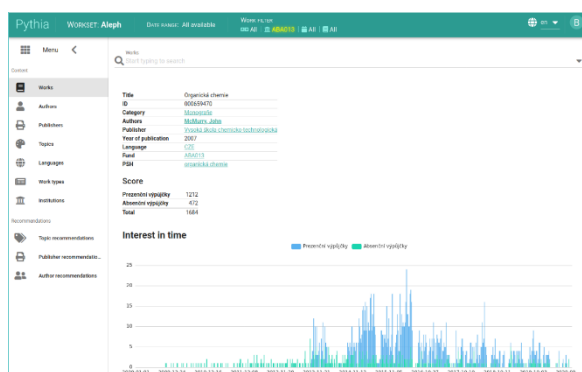 Pythia WORKSET: Aleph DATE RANGE: All available WORK FILTER
All ABA013 All All
en
Menu
Content
Works
Authors
Publishers
Topics
Languages
Work types
Institutions
Recommendations
Topic recommendations
Publisher recommendatio...
Author recommendations
Works
Start typing to search
Title Organická chemie
ID 000659470
Category Monografie
Authors McMurry, John
Publisher Vysoká škola chemicko-technologická
Year of publication 2007
Language CZE
Fund ABA013
PSH organická chemie
Score
Prezenční výpůjčky 1212
Absenční výpůjčky 472
Total 1684
Interest in time
Prezenční výpůjčky Absenční výpůjčky
25
20
15
10
5
0